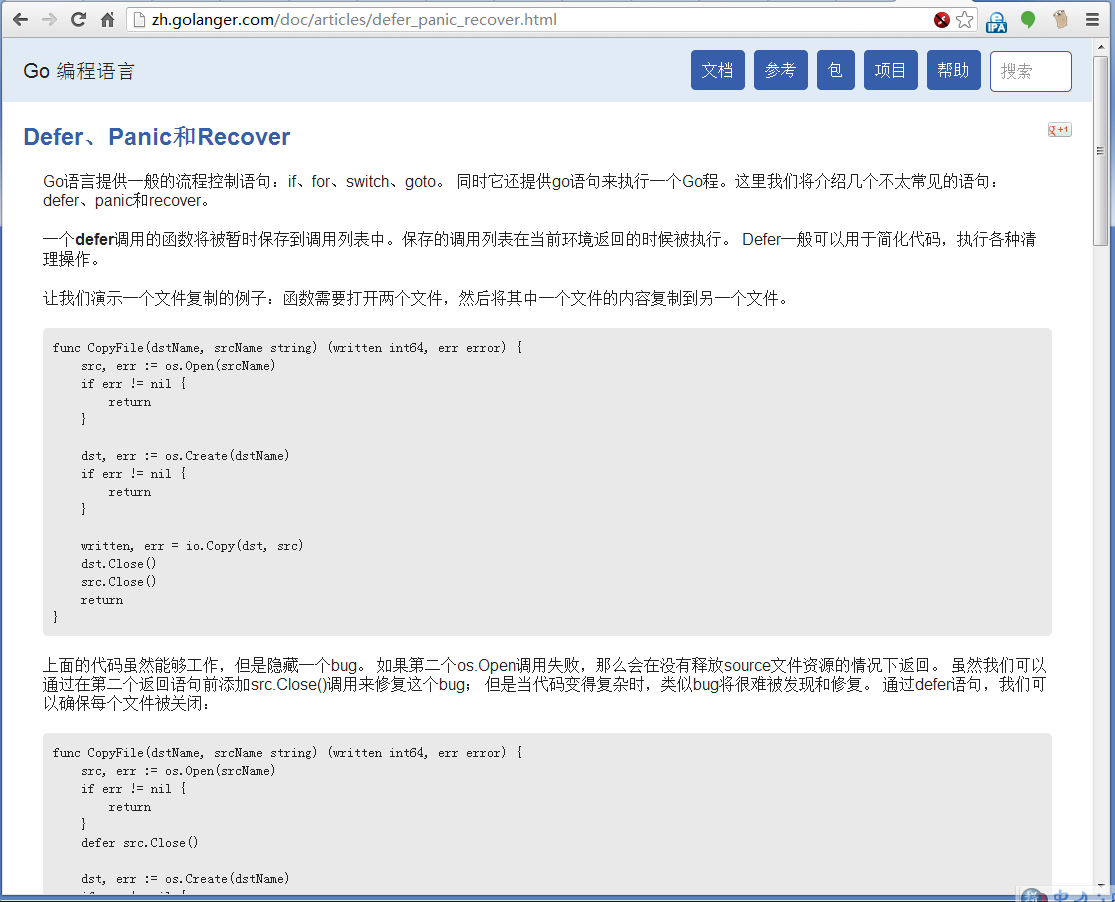 zh.golanger.com/doc/articles/defer_panic_recover.html
IPA
Go 编程语言
文档 参考 包 项目 帮助 搜索
Defer、Panic和Recover
+1
Go语言提供一般的流程控制语句：if、for、switch、goto。 同时它还提供go语句来执行一个Go程。这里我们将介绍几个不太常见的语句：
defer、panic和recover。
一个defer调用的函数将被暂时保存到调用列表中。保存的调用列表在当前环境返回的时候被执行。 Defer一般可以用于简化代码，执行各种清
理操作。
让我们演示一个文件复制的例子：函数需要打开两个文件，然后将其中一个文件的内容复制到另一个文件。
func CopyFile(dstName, srcName string) (written int64, err error) {
    src, err := os.Open(srcName)
    if err != nil {
        return
    }
    dst, err := os.Create(dstName)
    if err != nil {
        return
    }
    written, err = io.Copy(dst, src)
    dst.Close()
    src.Close()
    return
}
上面的代码虽然能够工作，但是隐藏一个bug。 如果第二个os.Open调用失败，那么会在没有释放source文件资源的情况下返回。 虽然我们可以
通过在第二个返回语句前添加src.Close()调用来修复这个bug； 但是当代码变得复杂时，类似bug将很难被发现和修复。 通过defer语句，我们可
以确保每个文件被关闭：
func CopyFile(dstName, srcName string) (written int64, err error) {
    src, err := os.Open(srcName)
    if err != nil {
        return
    }
    defer src.Close()
    dst, err := os.Create(dstName)